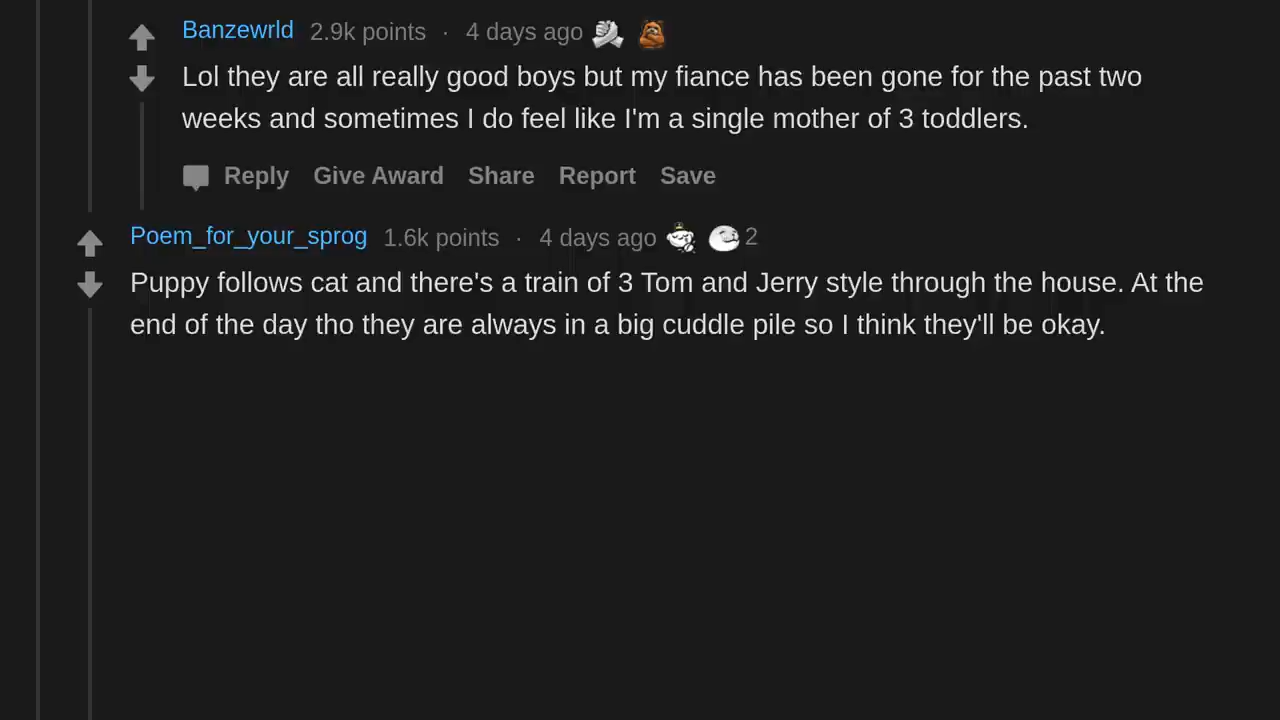 Banzewrld 2.9k points · 4 days ago
Lol they are all really good boys but my fiance has been gone for the past two
weeks and sometimes I do feel like I'm a single mother of 3 toddlers.
Reply Give Award Share Report Save
Poem_for_your_sprog 1.6k points · 4 days ago 2
Puppy follows cat and there's a train of 3 Tom and Jerry style through the house. At the
end of the day tho they are always in a big cuddle pile so I think they'll be okay.